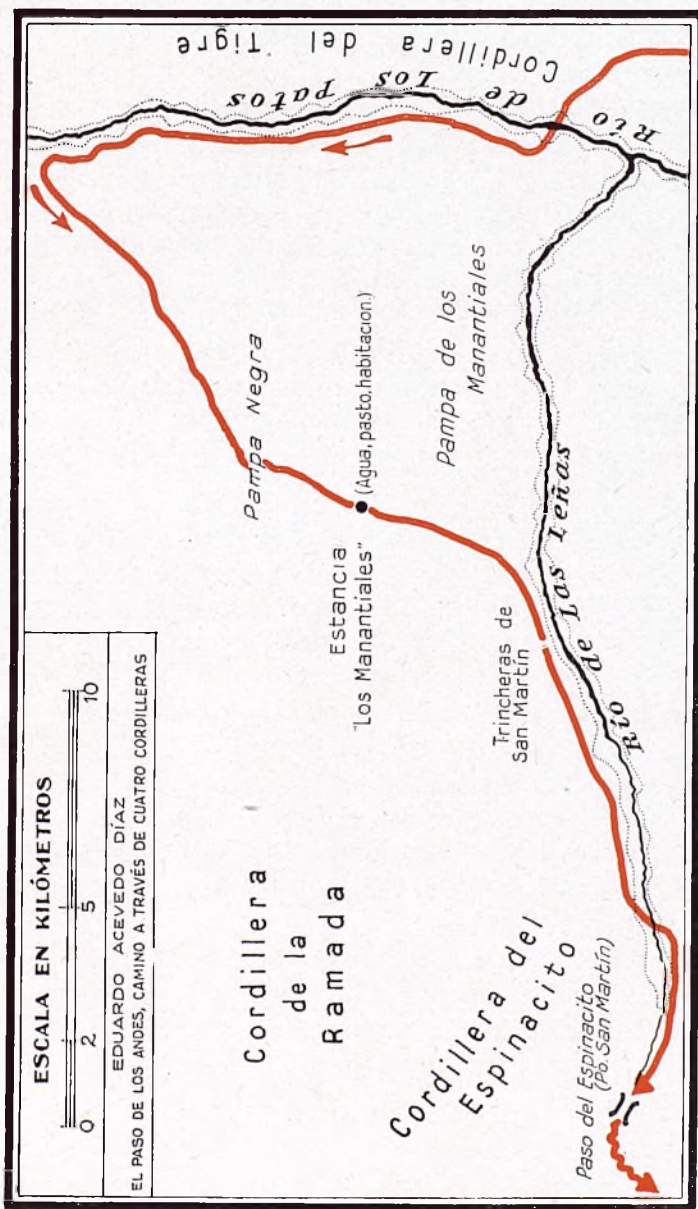 ESCALA EN KILÓMETROS
0 2 5 10
EDUARDO ACEVEDO DÍAZ
EL PASO DE LOS ANDES, CAMINO A TRAVÉS DE CUATRO CORDILLERAS
Cordillera
de la
Ramada
Cordillera del
Espinacito
Paso del Espinacito
(Po. San Martín)
Estancia
"Los Manantiales"
(Agua, pasto, habitacion.)
Trincheras de
San Martín
Río de Las Leñas
Pampa Negra
Pampa de los
Manantiales
Río de Los Patos
Cordillera del Tigre